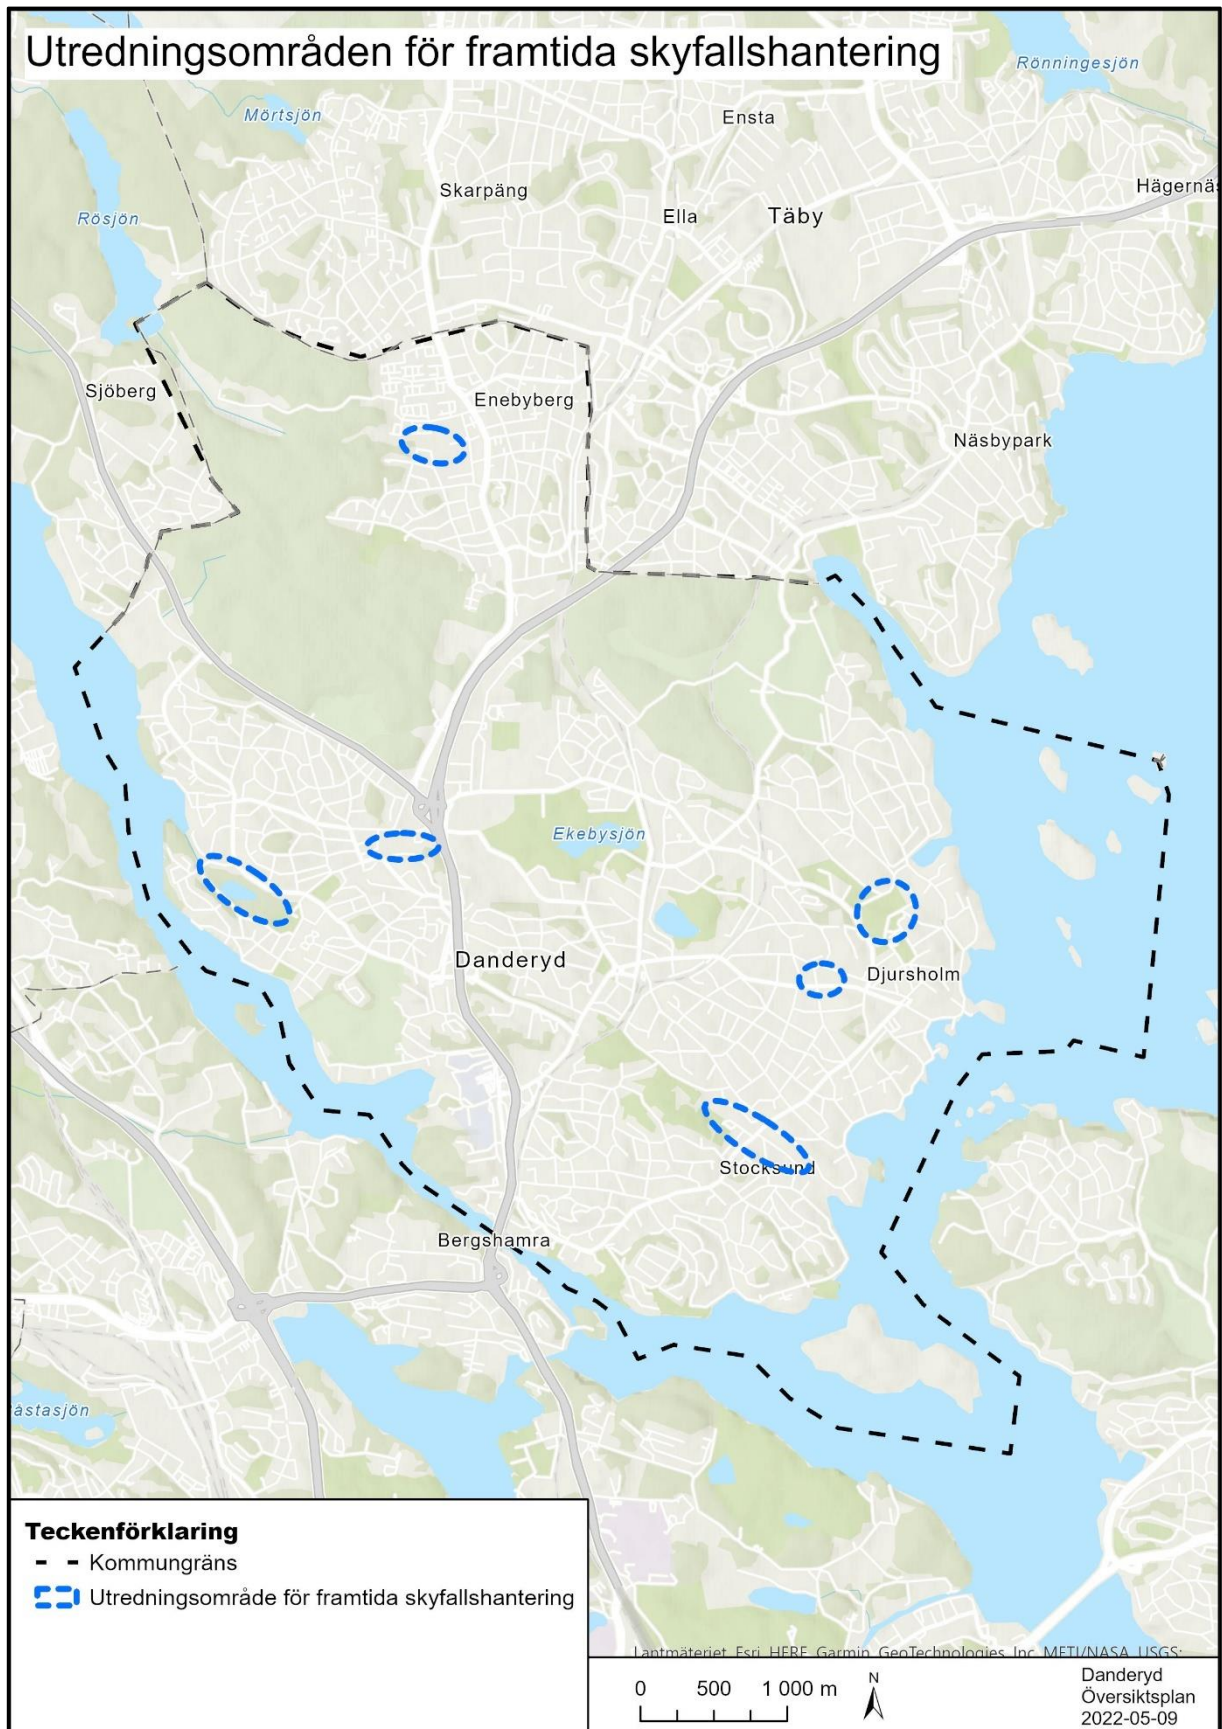 Utredningsområden för framtida skyfallshantering
Rönningesjön
Mörtsjön
Ensta
Skarpäng
Hägernäs
Rösjön
Ella
Täby
Sjöberg
Enebyberg
Näsbypark
Ekebysjön
Danderyd
Djursholm
Stocksund
Bergshamra
åstasjön
Teckenförklaring
Kommungräns
Utredningsområde för framtida skyfallshantering
Lantmäteriet, Esri, HERE, Garmin, GeoTechnologies, Inc, METI/NASA, USGS;
0 500 1 000 m
N
Danderyd
Översiktsplan
2022-05-09